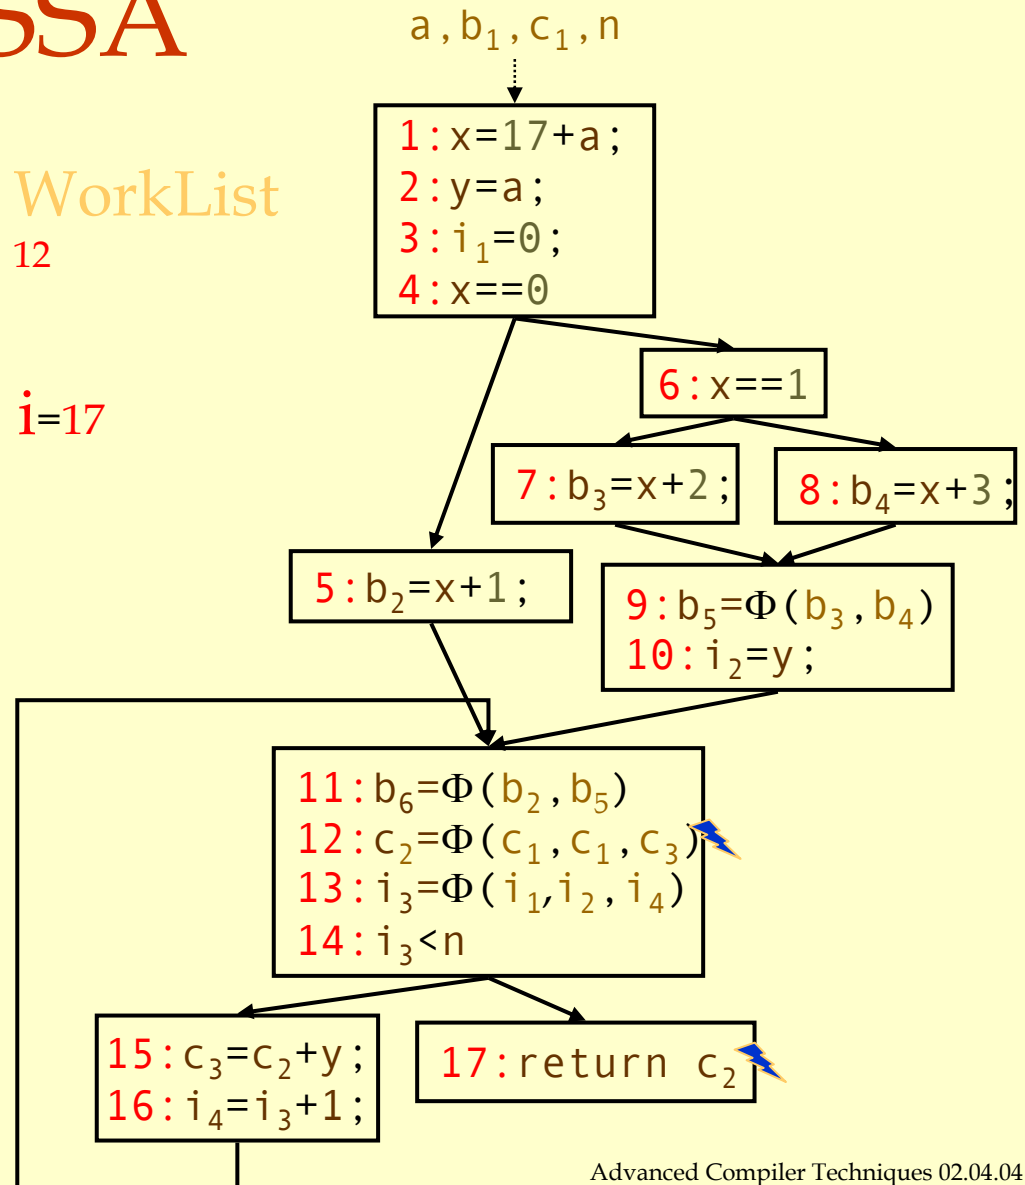 SSA
a,b₁,c₁,n
WorkList
12
i=17
1:x=17+a;
2:y=a;
3:i₁=0;
4:x==0
6:x==1
7:b₃=x+2;
8:b₄=x+3;
5:b₂=x+1;
9:b₅=Φ(b₃,b₄)
10:i₂=y;
11:b₆=Φ(b₂,b₅)
12:c₂=Φ(c₁,c₁,c₃)
13:i₃=Φ(i₁,i₂,i₄)
14:i₃<n
15:c₃=c₂+y;
16:i₄=i₃+1;
17:return c₂
Advanced Compiler Techniques 02.04.04